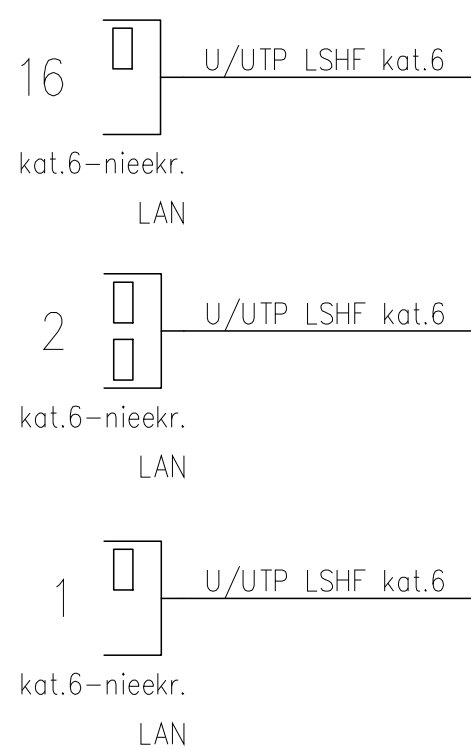 16
U/UTP LSHF kat.6
kat.6-nieekr.
LAN
2
U/UTP LSHF kat.6
kat.6-nieekr.
LAN
1
U/UTP LSHF kat.6
kat.6-nieekr.
LAN